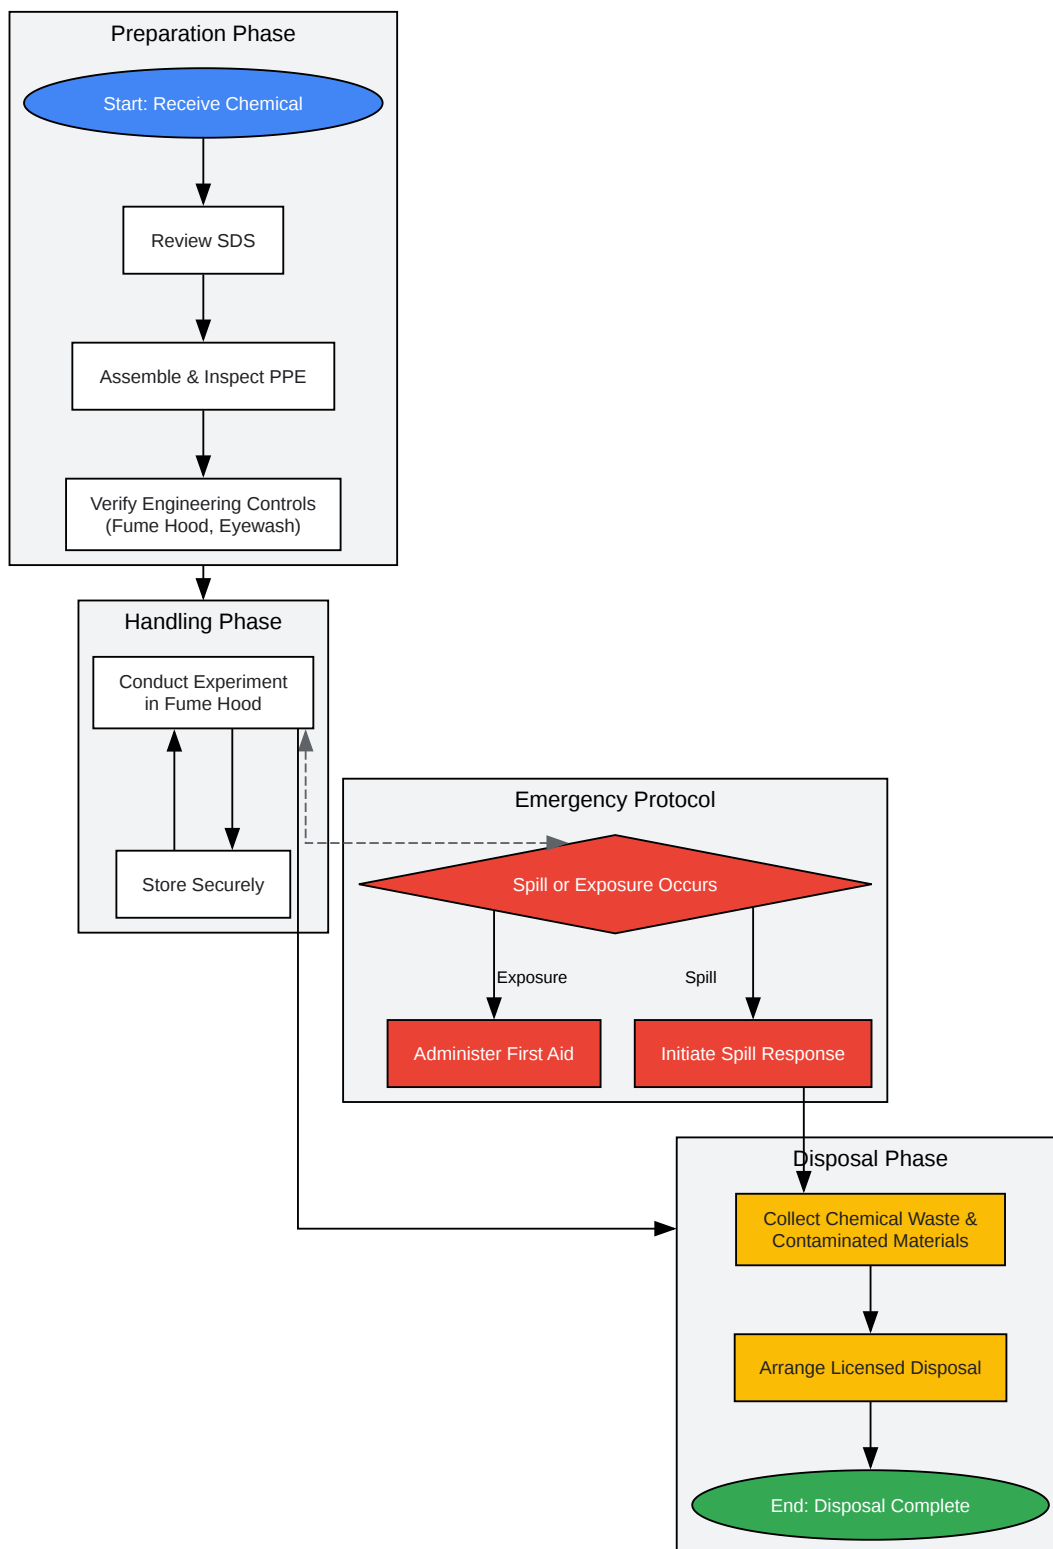 Preparation Phase
Start: Receive Chemical
Review SDS
Assemble & Inspect PPE
Verify Engineering Controls
(Fume Hood, Eyewash)
Handling Phase
Conduct Experiment
in Fume Hood
Store Securely
Emergency Protocol
Spill or Exposure Occurs
Exposure
Spill
Administer First Aid
Initiate Spill Response
Disposal Phase
Collect Chemical Waste &
Contaminated Materials
Arrange Licensed Disposal
End: Disposal Complete